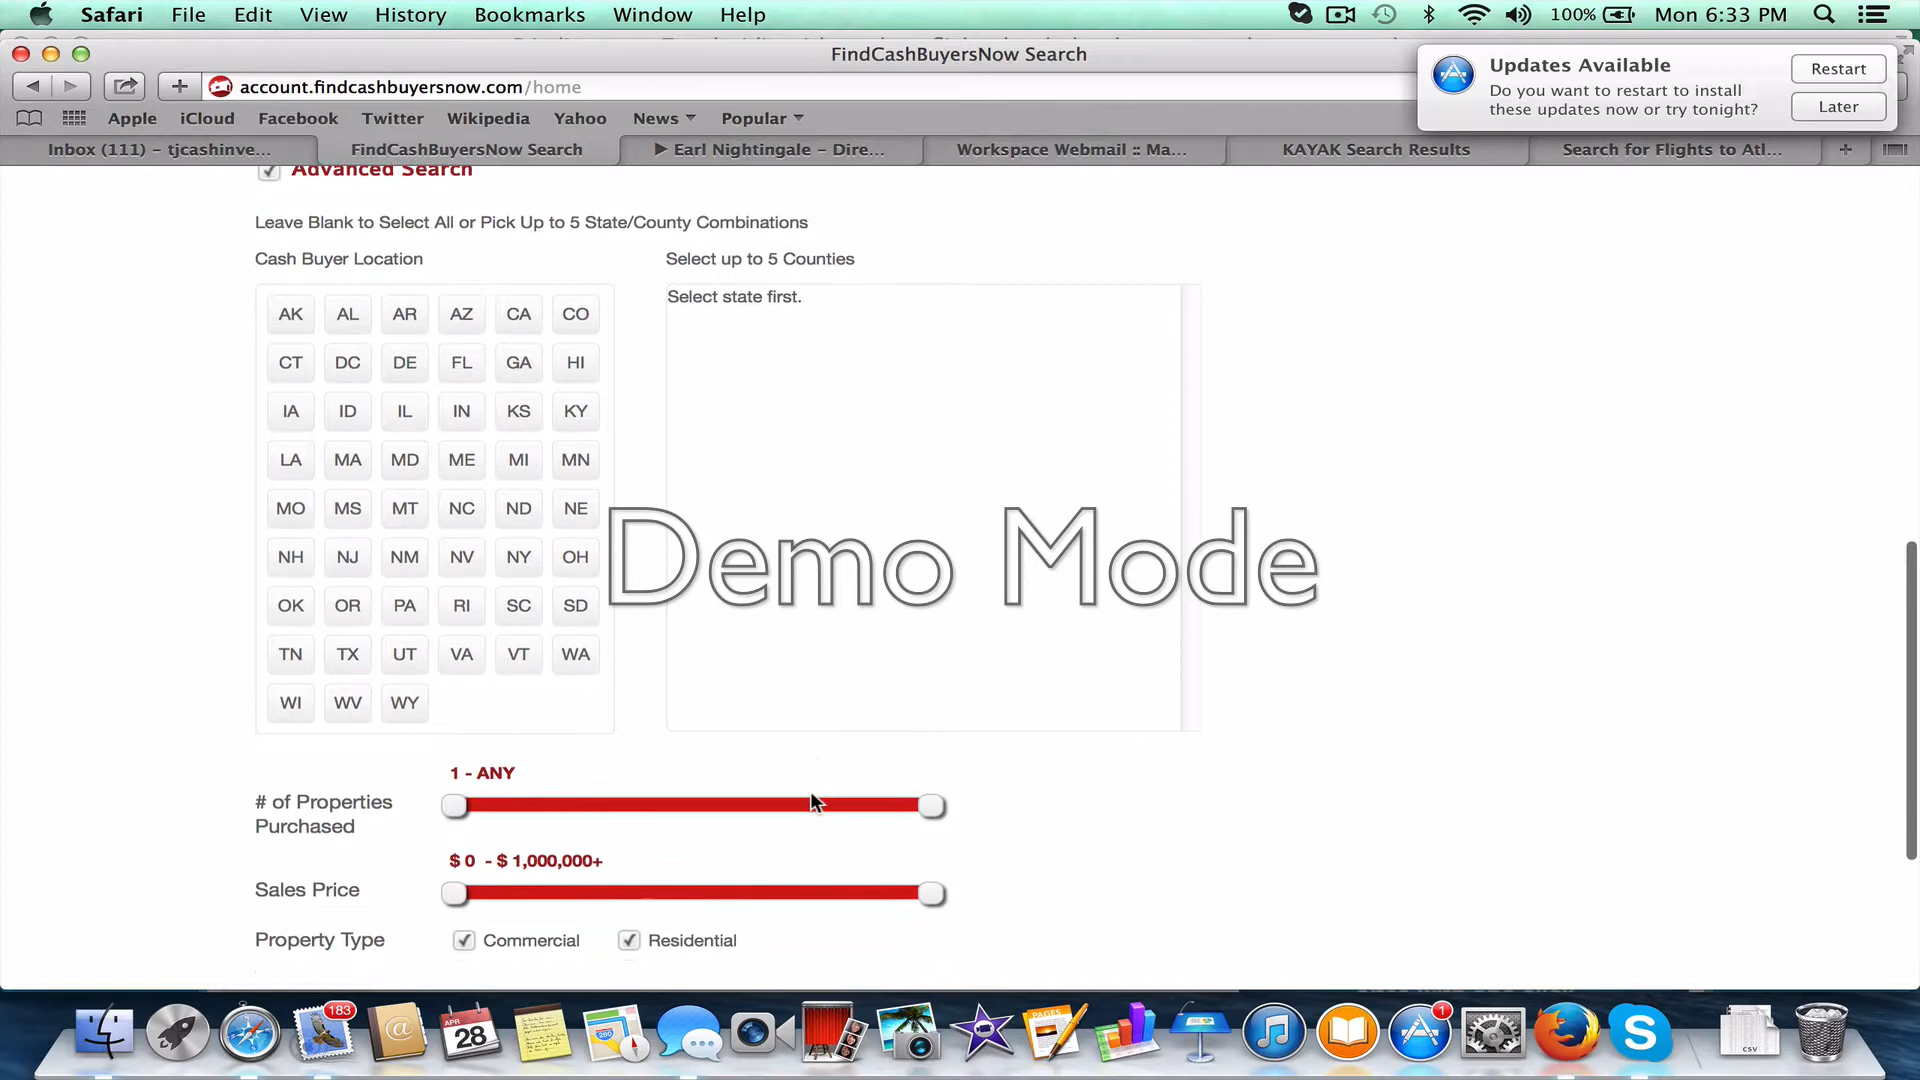 Safari File Edit View History Bookmarks Window Help 100% Mon 6:33 PM
FindCashBuyersNow Search
account.findcashbuyersnow.com/home
Updates Available
Do you want to restart to install
these updates now or try tonight?
Restart
Later
Apple iCloud Facebook Twitter Wikipedia Yahoo News Popular
Inbox (111) – tjcashinve... FindCashBuyersNow Search Earl Nightingale – Dire... Workspace Webmail :: Ma... KAYAK Search Results Search for Flights to Atl...
Advanced Search
Leave Blank to Select All or Pick Up to 5 State/County Combinations
Cash Buyer Location Select up to 5 Counties
Select state first.
AK AL AR AZ CA CO
CT DC DE FL GA HI
IA ID IL IN KS KY
LA MA MD ME MI MN
MO MS MT NC ND NE
NH NJ NM NV NY OH
OK OR PA RI SC SD
TN TX UT VA VT WA
WI WV WY
Demo Mode
1 - ANY
# of Properties
Purchased
$ 0 - $ 1,000,000+
Sales Price
Property Type Commercial Residential
183
APR
28
280
PAGES
1
CSV